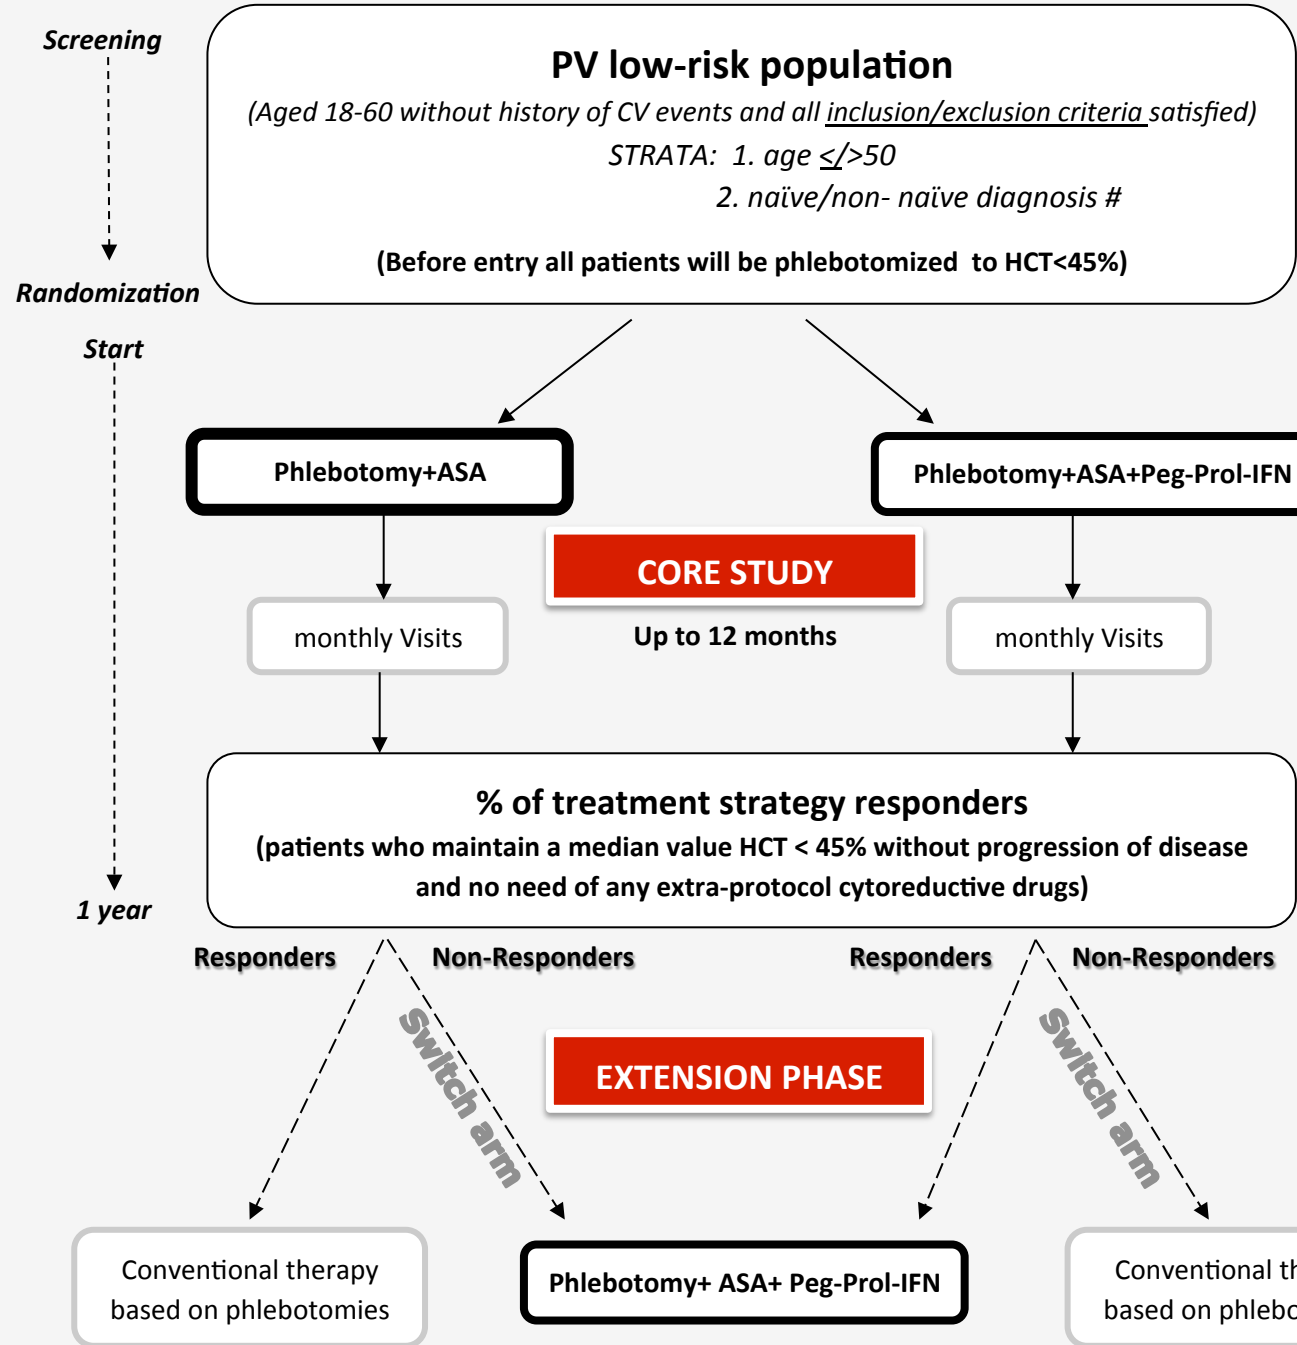 Screening
PV low-risk population
(Aged 18-60 without history of CV events and all inclusion/exclusion criteria satisfied)
STRATA: 1. age </>50
2. naïve/non- naïve diagnosis #
(Before entry all patients will be phlebotomized to HCT<45%)
Randomization
Start
Phlebotomy+ASA
Phlebotomy+ASA+Peg-Prol-IFN
CORE STUDY
Up to 12 months
monthly Visits
monthly Visits
% of treatment strategy responders
(patients who maintain a median value HCT < 45% without progression of disease
and no need of any extra-protocol cytoreductive drugs)
1 year
Responders
Non-Responders
Responders
Non-Responders
Switch arm
Switch arm
EXTENSION PHASE
Conventional therapy
based on phlebotomies
Phlebotomy+ ASA+ Peg-Prol-IFN
Conventional th
based on phlebo